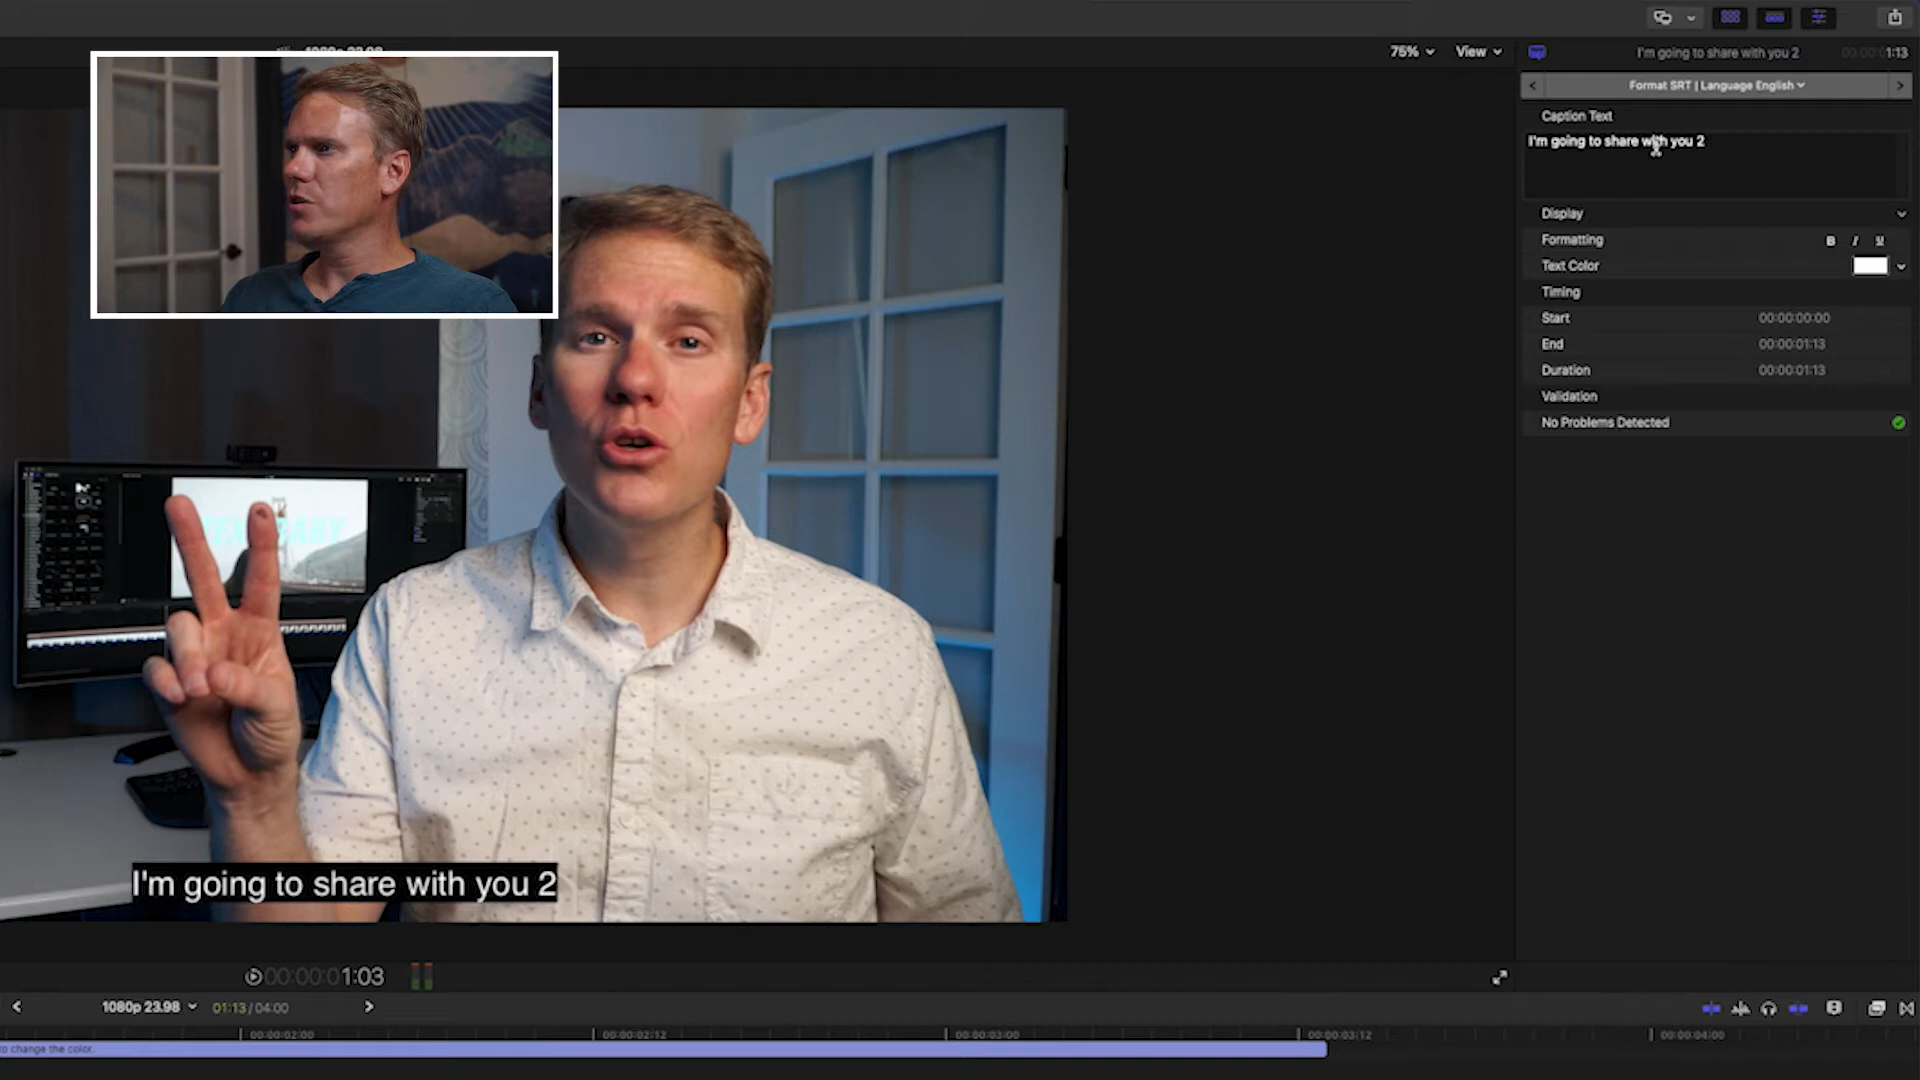 1080p 23.98
75%
View
I'm going to share with you 2
1:13
Format SRT | Language English
Caption Text
I'm going to share with you 2
Display
Formatting
B I U
Text Color
Timing
Start
00:00:00:00
End
00:00:01:13
Duration
00:00:01:13
Validation
No Problems Detected
I'm going to share with you 2
00:00:01:03
1080p 23.98
01:13 / 04:00
00:00:02:00
00:00:02:12
00:00:03:00
00:00:03:12
00:00:04:00
to change the color.